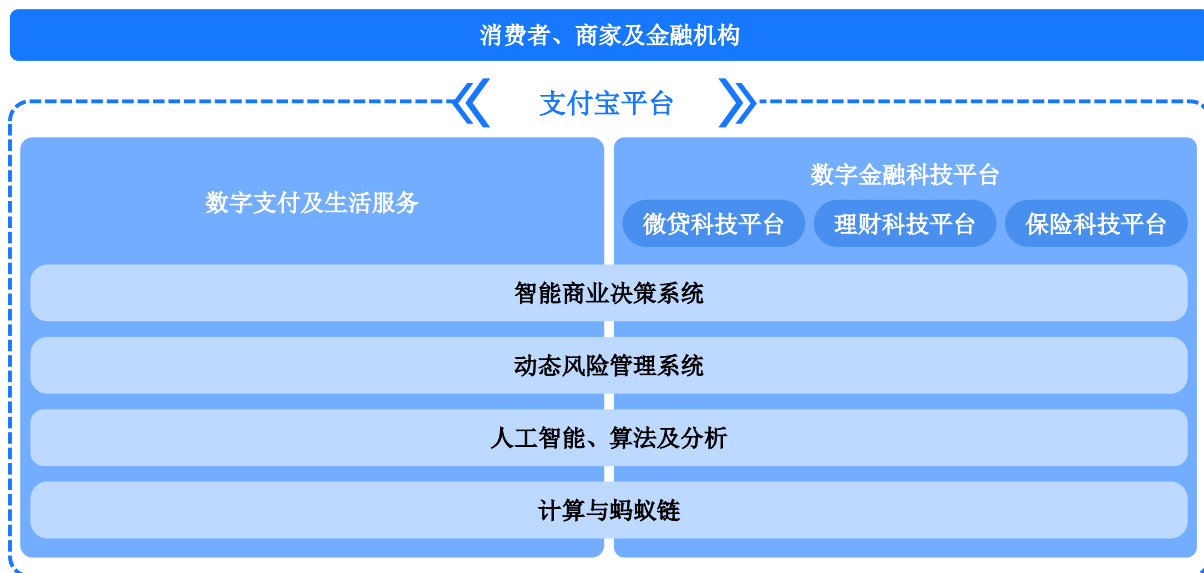 消费者、商家及金融机构
支付宝平台
数字支付及生活服务
数字金融科技平台
微贷科技平台
理财科技平台
保险科技平台
智能商业决策系统
动态风险管理系统
人工智能、算法及分析
计算与蚂蚁链